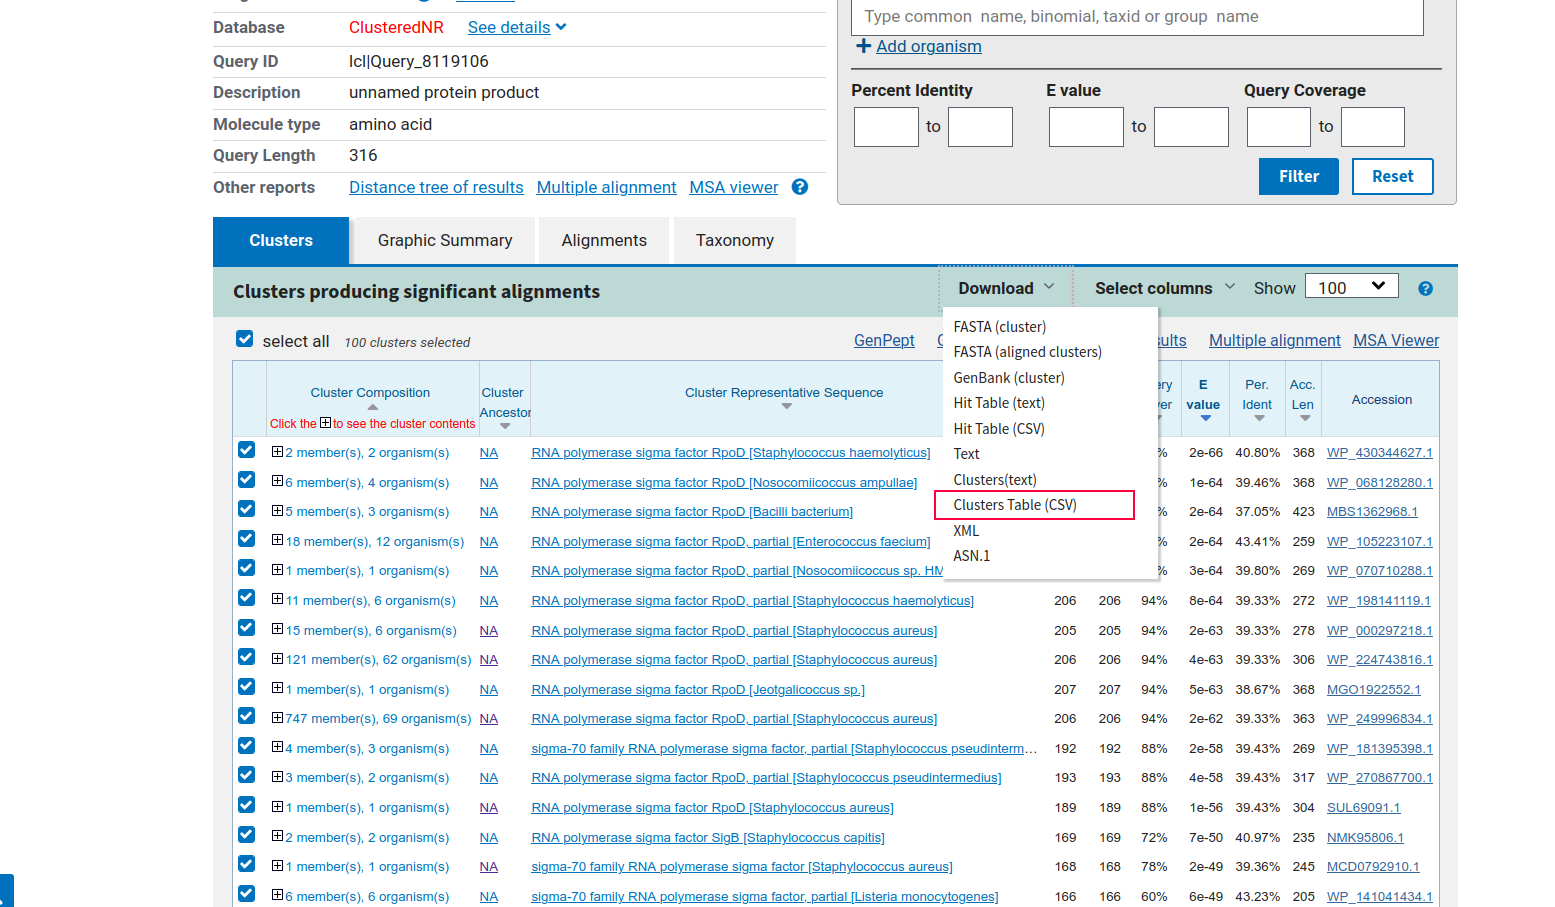 Type common name, binomial, taxid or group name
Database ClusteredNR See details
Add organism
Query ID lcl|Query_8119106
Description unnamed protein product
Percent Identity E value Query Coverage
Molecule type amino acid
to to to
Query Length 316
Filter Reset
Other reports Distance tree of results Multiple alignment MSA viewer ?
Clusters Graphic Summary Alignments Taxonomy
Clusters producing significant alignments
Download Select columns Show 100 ?
select all 100 clusters selected GenPept Multiple alignment MSA Viewer
FASTA (cluster)
FASTA (aligned clusters)
GenBank (cluster)
Hit Table (text)
Hit Table (CSV)
Text
Clusters(text)
Clusters Table (CSV)
XML
ASN.1
Cluster Composition
Click the to see the cluster contents
Cluster Ancestor
Cluster Representative Sequence
E value
Per. Ident
Acc. Len
Accession
2 member(s), 2 organism(s) NA RNA polymerase sigma factor RpoD [Staphylococcus haemolyticus] % 2e-66 40.80% 368 WP_430344627.1
6 member(s), 4 organism(s) NA RNA polymerase sigma factor RpoD [Nosocomiicoccus ampullae] % 1e-64 39.46% 368 WP_068128280.1
5 member(s), 3 organism(s) NA RNA polymerase sigma factor RpoD [Bacilli bacterium] % 2e-64 37.05% 423 MBS1362968.1
18 member(s), 12 organism(s) NA RNA polymerase sigma factor RpoD, partial [Enterococcus faecium] % 2e-64 43.41% 259 WP_105223107.1
1 member(s), 1 organism(s) NA RNA polymerase sigma factor RpoD, partial [Nosocomiicoccus sp. HM % 3e-64 39.80% 269 WP_070710288.1
11 member(s), 6 organism(s) NA RNA polymerase sigma factor RpoD, partial [Staphylococcus haemolyticus] 206 206 94% 8e-64 39.33% 272 WP_198141119.1
15 member(s), 6 organism(s) NA RNA polymerase sigma factor RpoD, partial [Staphylococcus aureus] 205 205 94% 2e-63 39.33% 278 WP_000297218.1
121 member(s), 62 organism(s) NA RNA polymerase sigma factor RpoD, partial [Staphylococcus aureus] 206 206 94% 4e-63 39.33% 306 WP_224743816.1
1 member(s), 1 organism(s) NA RNA polymerase sigma factor RpoD [Jeotgalicoccus sp.] 207 207 94% 5e-63 38.67% 368 MGO1922552.1
747 member(s), 69 organism(s) NA RNA polymerase sigma factor RpoD, partial [Staphylococcus aureus] 206 206 94% 2e-62 39.33% 363 WP_249996834.1
4 member(s), 3 organism(s) NA sigma-70 family RNA polymerase sigma factor, partial [Staphylococcus pseudinterm... 192 192 88% 2e-58 39.43% 269 WP_181395398.1
3 member(s), 2 organism(s) NA RNA polymerase sigma factor RpoD, partial [Staphylococcus pseudintermedius] 193 193 88% 4e-58 39.43% 317 WP_270867700.1
1 member(s), 1 organism(s) NA RNA polymerase sigma factor RpoD [Staphylococcus aureus] 189 189 88% 1e-56 39.43% 304 SUL69091.1
2 member(s), 2 organism(s) NA RNA polymerase sigma factor SigB [Staphylococcus capitis] 169 169 72% 7e-50 40.97% 235 NMK95806.1
1 member(s), 1 organism(s) NA sigma-70 family RNA polymerase sigma factor [Staphylococcus aureus] 168 168 78% 2e-49 39.36% 245 MCD0792910.1
6 member(s), 6 organism(s) NA sigma-70 family RNA polymerase sigma factor, partial [Listeria monocytogenes] 166 166 60% 6e-49 43.23% 205 WP_141041434.1